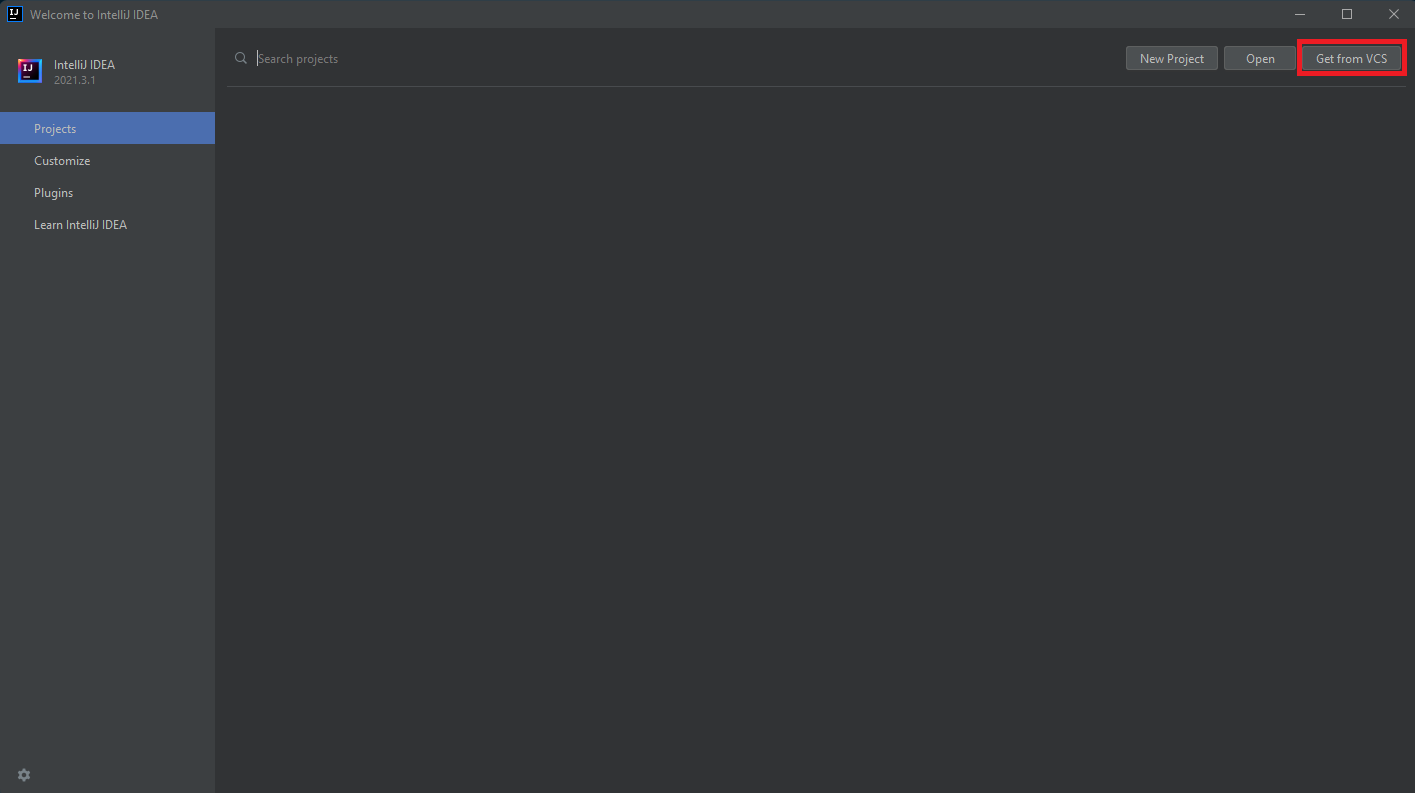 Welcome to IntelliJ IDEA
IJ
IntelliJ IDEA
2021.3.1
Search projects
New Project
Open
Get from VCS
Projects
Customize
Plugins
Learn IntelliJ IDEA